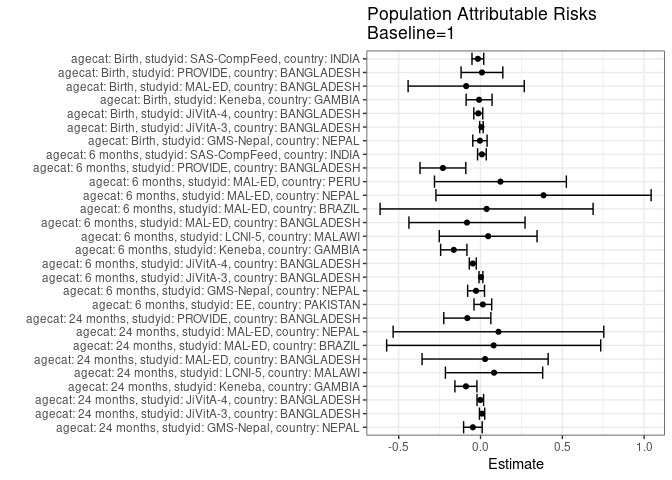 Population Attributable Risks
Baseline=1
agecat: Birth, studyid: SAS-CompFeed, country: INDIA
agecat: Birth, studyid: PROVIDE, country: BANGLADESH
agecat: Birth, studyid: MAL-ED, country: BANGLADESH
agecat: Birth, studyid: Keneba, country: GAMBIA
agecat: Birth, studyid: JiVitA-4, country: BANGLADESH
agecat: Birth, studyid: JiVitA-3, country: BANGLADESH
agecat: Birth, studyid: GMS-Nepal, country: NEPAL
agecat: 6 months, studyid: SAS-CompFeed, country: INDIA
agecat: 6 months, studyid: PROVIDE, country: BANGLADESH
agecat: 6 months, studyid: MAL-ED, country: PERU
agecat: 6 months, studyid: MAL-ED, country: NEPAL
agecat: 6 months, studyid: MAL-ED, country: BRAZIL
agecat: 6 months, studyid: MAL-ED, country: BANGLADESH
agecat: 6 months, studyid: LCNI-5, country: MALAWI
agecat: 6 months, studyid: Keneba, country: GAMBIA
agecat: 6 months, studyid: JiVitA-4, country: BANGLADESH
agecat: 6 months, studyid: JiVitA-3, country: BANGLADESH
agecat: 6 months, studyid: GMS-Nepal, country: NEPAL
agecat: 6 months, studyid: EE, country: PAKISTAN
agecat: 24 months, studyid: PROVIDE, country: BANGLADESH
agecat: 24 months, studyid: MAL-ED, country: NEPAL
agecat: 24 months, studyid: MAL-ED, country: BRAZIL
agecat: 24 months, studyid: MAL-ED, country: BANGLADESH
agecat: 24 months, studyid: LCNI-5, country: MALAWI
agecat: 24 months, studyid: Keneba, country: GAMBIA
agecat: 24 months, studyid: JiVitA-4, country: BANGLADESH
agecat: 24 months, studyid: JiVitA-3, country: BANGLADESH
agecat: 24 months, studyid: GMS-Nepal, country: NEPAL
-0.5 0.0 0.5 1.0
Estimate